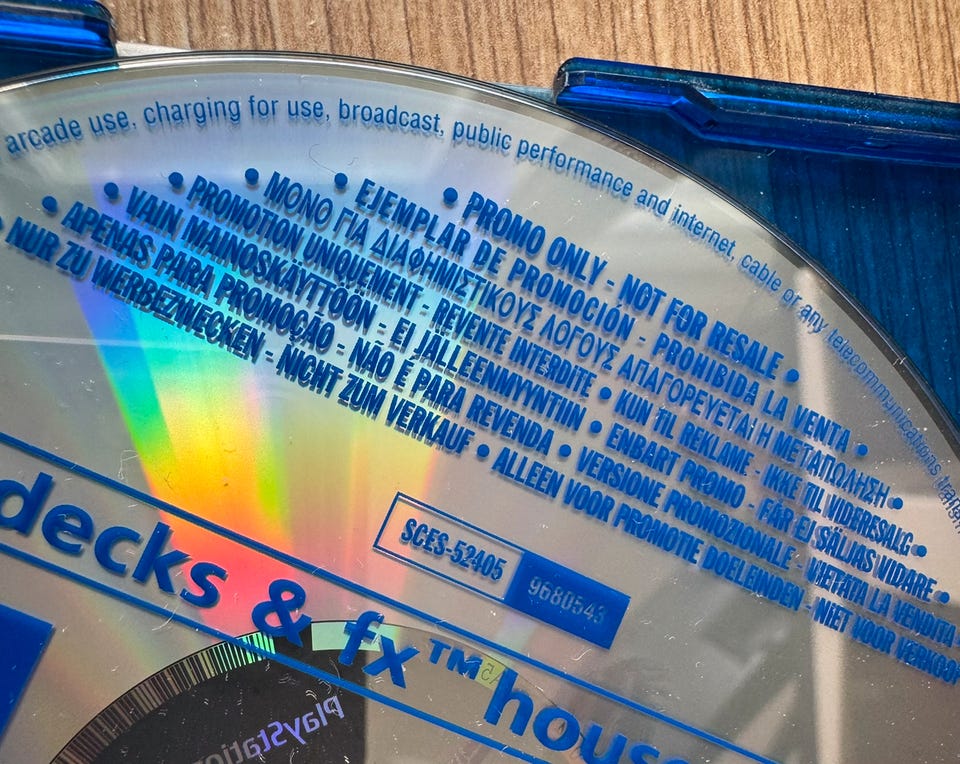 arcade use, charging for use, broadcast, public performance and internet, cable or any telecommunications
• PROMO ONLY - NOT FOR RESALE •
• EJEMPLAR DE PROMOCIÓN - PROHIBIDA LA VENTA •
• ΜΟΝΟ ΓΙΑ ΔΙΑΦΗΜΙΣΤΙΚΟΥΣ ΛΟΓΟΥΣ ΑΠΑΓΟΡΕΥΕΤΑΙ Η ΜΕΤΑΠΩΛΗΣΗ •
• PROMOTION UNIQUEMENT - REVENTE INTERDITE • KUN TIL REKLAME - IKKE TIL VIDERESALG •
• VAIN MAINOSKÄYTTÖÖN - EI JÄLLEENMYYNTIIN • ENBART PROMO - FÅR EJ SÄLJAS VIDARE •
• APENAS PARA PROMOÇÃO - NÃO E PARA REVENDA • VERSIONE PROMOZIONALE - VIETATA LA VENDITA
• NUR ZU WERBEZWECKEN - NICHT ZUM VERKAUF • ALLEEN VOOR PROMOTE DOELEINDEN - NIET VOOR VERKOOP
SCES-52405 9680543
decks & fx™ house
PlayStation